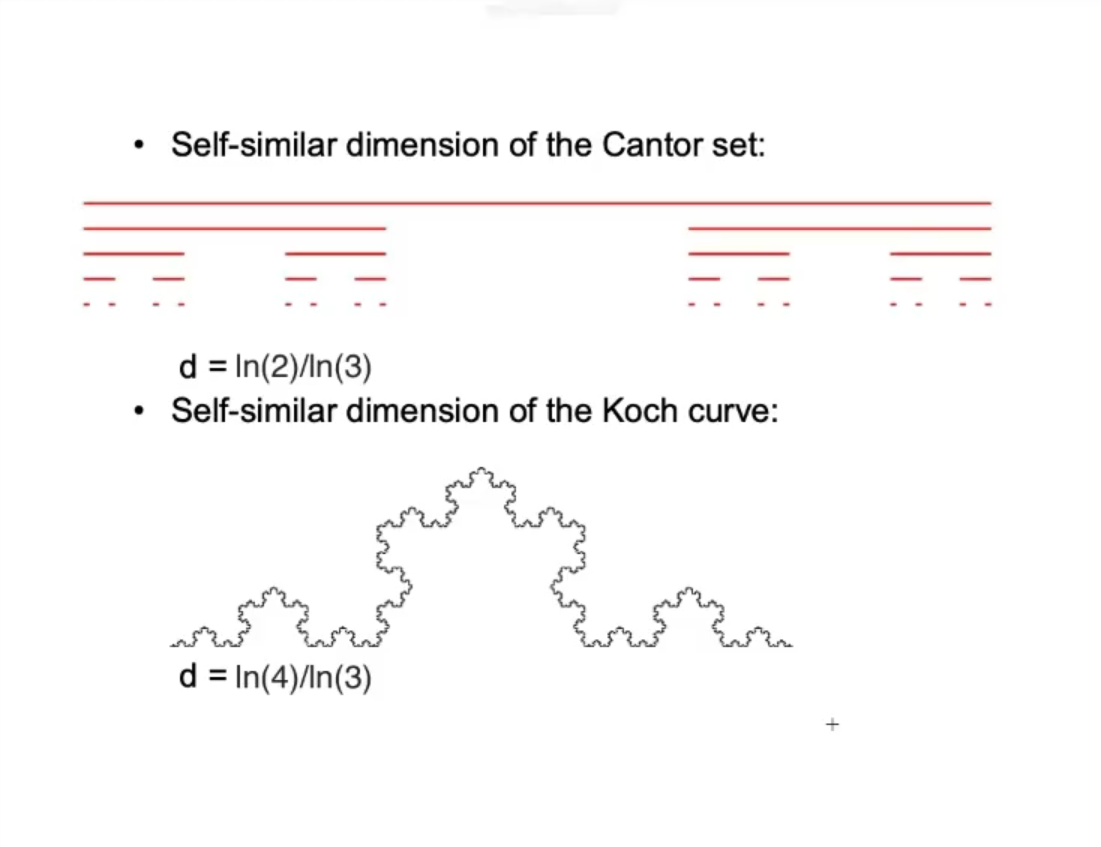 • Self-similar dimension of the Cantor set:
d = ln(2)/ln(3)
• Self-similar dimension of the Koch curve:
d = ln(4)/ln(3)